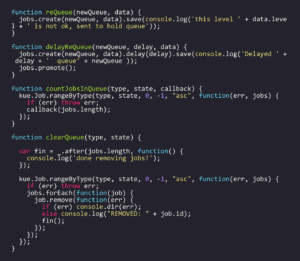 function reQueue(newQueue, data) {
jobs.create(newQueue, data).save(console.log('this level ' + data.leve
l + ' is not ok, sent to hold queue'));
}
function delayReQueue(newQueue, delay, data) {
jobs.create(newQueue, data).delay(delay).save(console.log('Delayed ' +
delay + '  queue' + newQueue ));
jobs.promote();
}
function countJobsInQueue(type, state, callback) {
kue.Job.rangeByType(type, state, 0, -1, "asc", function(err, jobs) {
if (err) throw err;
callback(jobs.length);
});
}
function clearQueue(type, state) {
var fin = _.after(jobs.length, function() {
console.log('done removing jobs!');
});
kue.Job.rangeByType(type, state, 0, -1, "asc", function(err, jobs) {
if (err) throw err;
jobs.forEach(function(job) {
job.remove(function(err) {
if (err) console.dir(err);
else console.log("REMOVED: " + job.id);
fin();
});
});
});
}